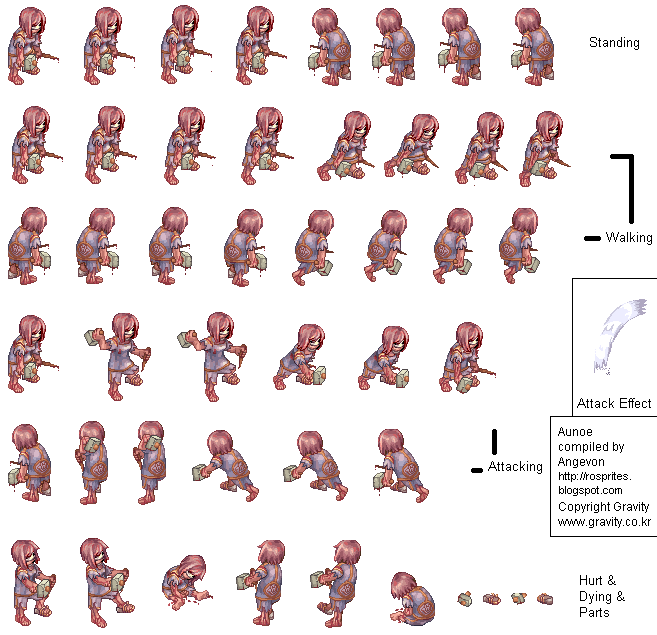 Standing
Walking
Attack Effect
Aunoe
compiled by
Angevon
http://rosprites.
blogspot.com
Copyright Gravity
www.gravity.co.kr
Attacking
Hurt &
Dying &
Parts